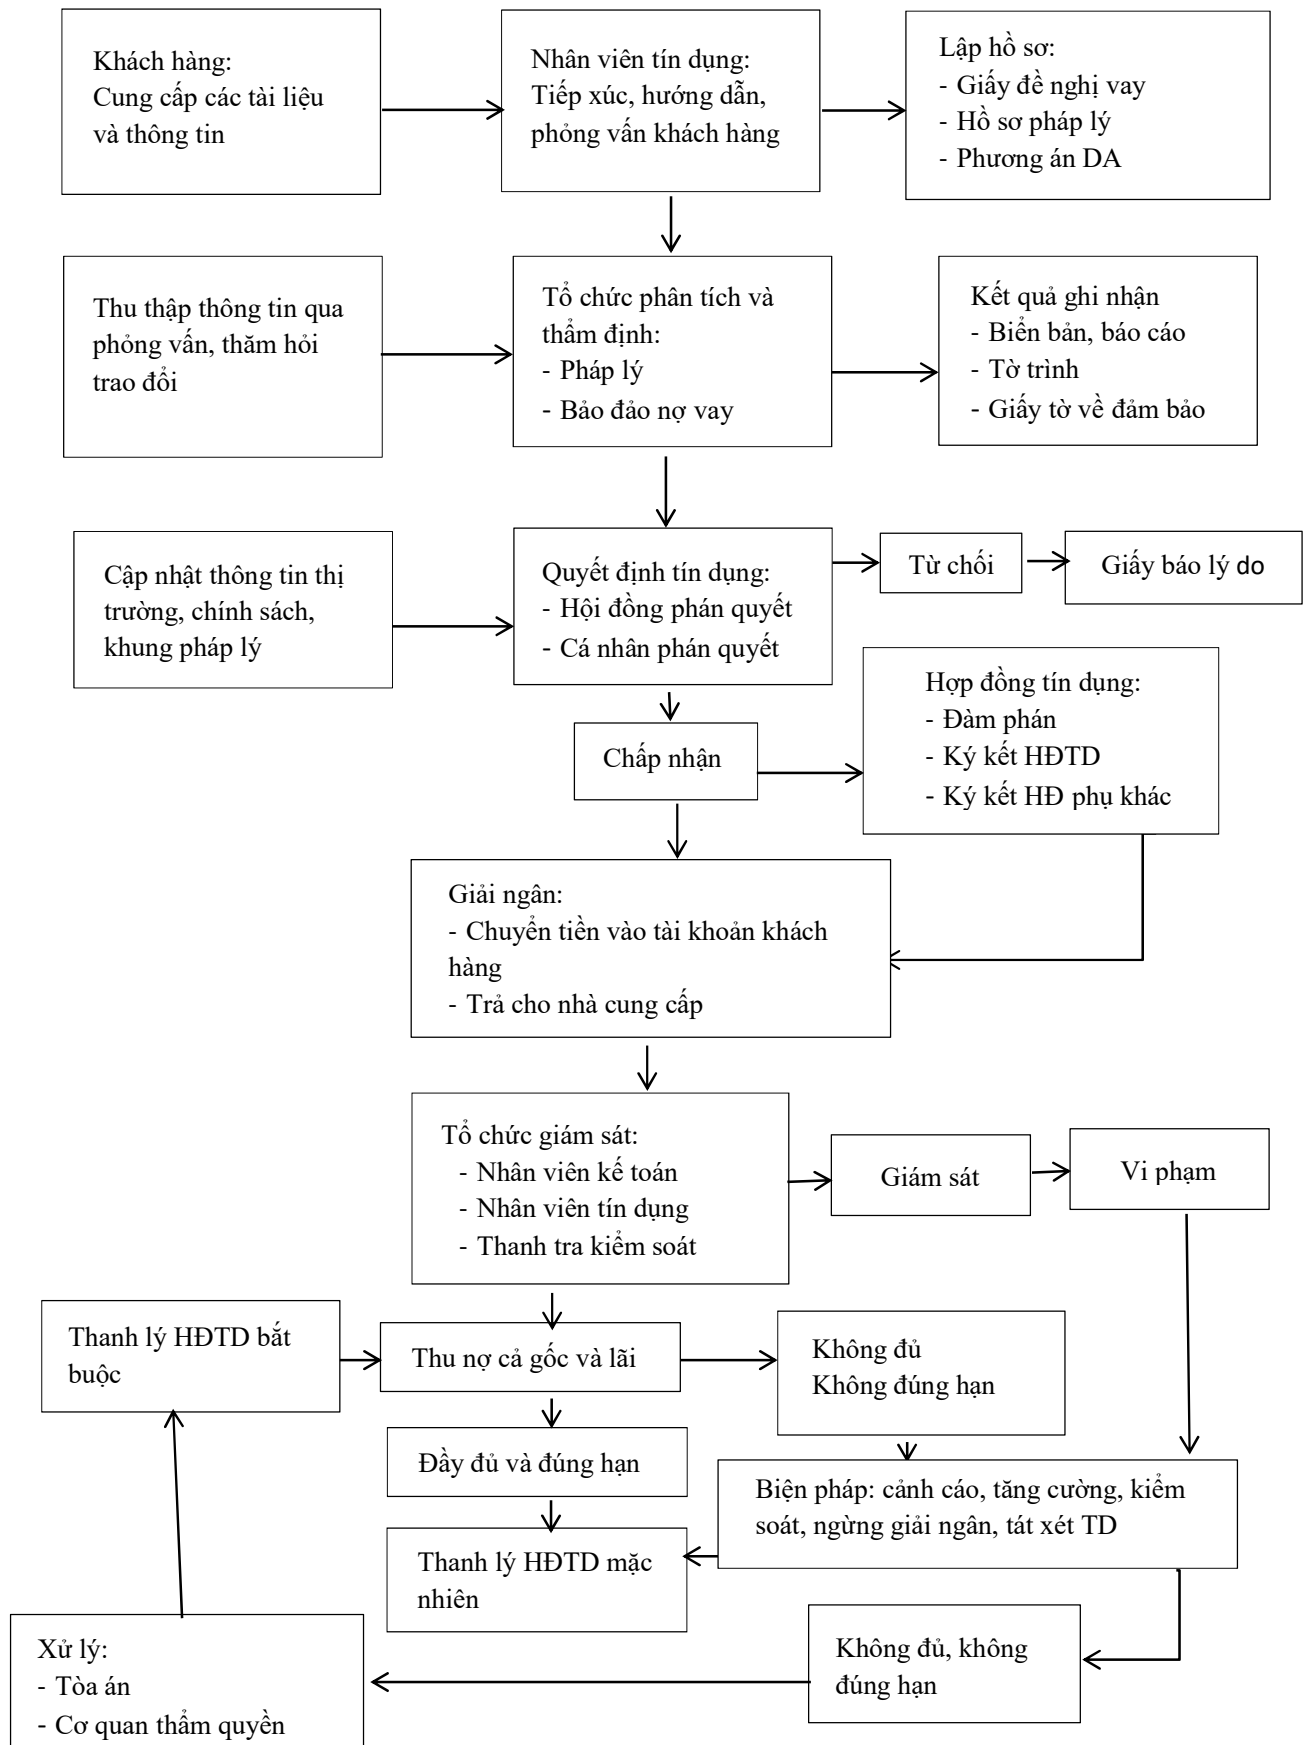 Khách hàng:
Cung cấp các tài liệu
và thông tin
Nhân viên tín dụng:
Tiếp xúc, hướng dẫn,
phỏng vấn khách hàng
Lập hồ sơ:
- Giấy đề nghị vay
- Hồ sơ pháp lý
- Phương án DA
Thu thập thông tin qua
phỏng vấn, thăm hỏi
trao đổi
Tổ chức phân tích và
thẩm định:
- Pháp lý
- Bảo đảo nợ vay
Kết quả ghi nhận
- Biển bản, báo cáo
- Tờ trình
- Giấy tờ về đảm bảo
Cập nhật thông tin thị
trường, chính sách,
khung pháp lý
Quyết định tín dụng:
- Hội đồng phán quyết
- Cá nhân phán quyết
Từ chối
Giấy báo lý do
Chấp nhận
Hợp đồng tín dụng:
- Đàm phán
- Ký kết HĐTD
- Ký kết HĐ phụ khác
Giải ngân:
- Chuyển tiền vào tài khoản khách
hàng
- Trả cho nhà cung cấp
Tổ chức giám sát:
- Nhân viên kế toán
- Nhân viên tín dụng
- Thanh tra kiểm soát
Giám sát
Vi phạm
Thanh lý HĐTD bắt
buộc
Thu nợ cả gốc và lãi
Không đủ
Không đúng hạn
Đầy đủ và đúng hạn
Biện pháp: cảnh cáo, tăng cường, kiểm
soát, ngừng giải ngân, tát xét TD
Thanh lý HĐTD mặc
nhiên
Xử lý:
- Tòa án
- Cơ quan thẩm quyền
Không đủ, không
đúng hạn